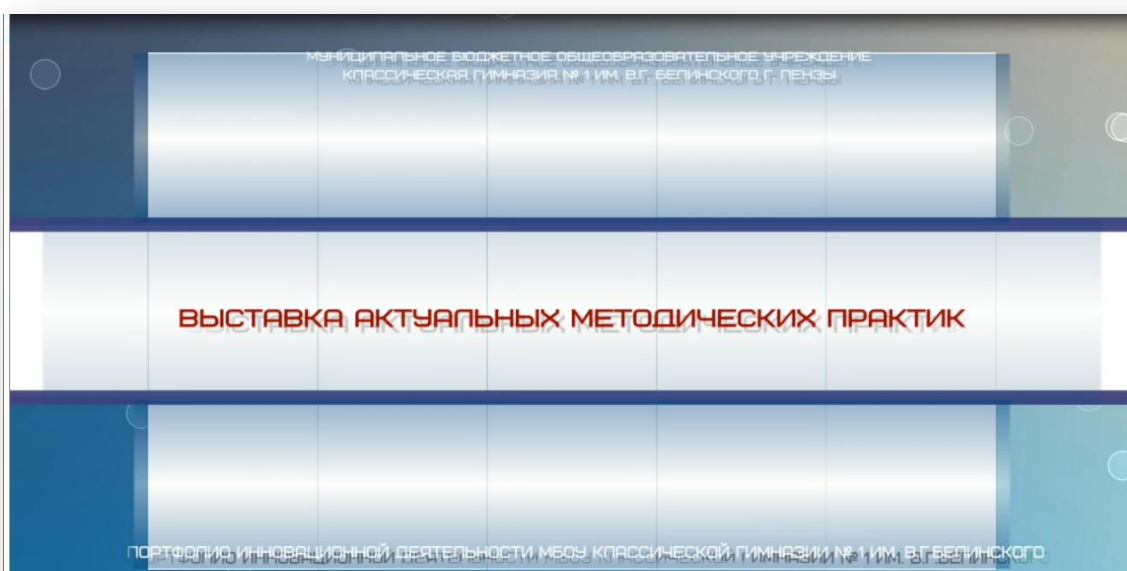 МУНИЦИПАЛЬНОЕ БЮДЖЕТНОЕ ОБЩЕОБРАЗОВАТЕЛЬНОЕ УЧРЕЖДЕНИЕ
КЛАССИЧЕСКАЯ ГИМНАЗИЯ № 1 ИМ. В.Г. БЕЛИНСКОГО Г. ПЕНЗЫ
ВЫСТАВКА АКТУАЛЬНЫХ МЕТОДИЧЕСКИХ ПРАКТИК
ПОРТФОЛИО ИННОВАЦИОННОЙ ДЕЯТЕЛЬНОСТИ МБОУ КЛАССИЧЕСКОЙ ГИМНАЗИИ № 1 ИМ. В.Г.БЕЛИНСКОГО